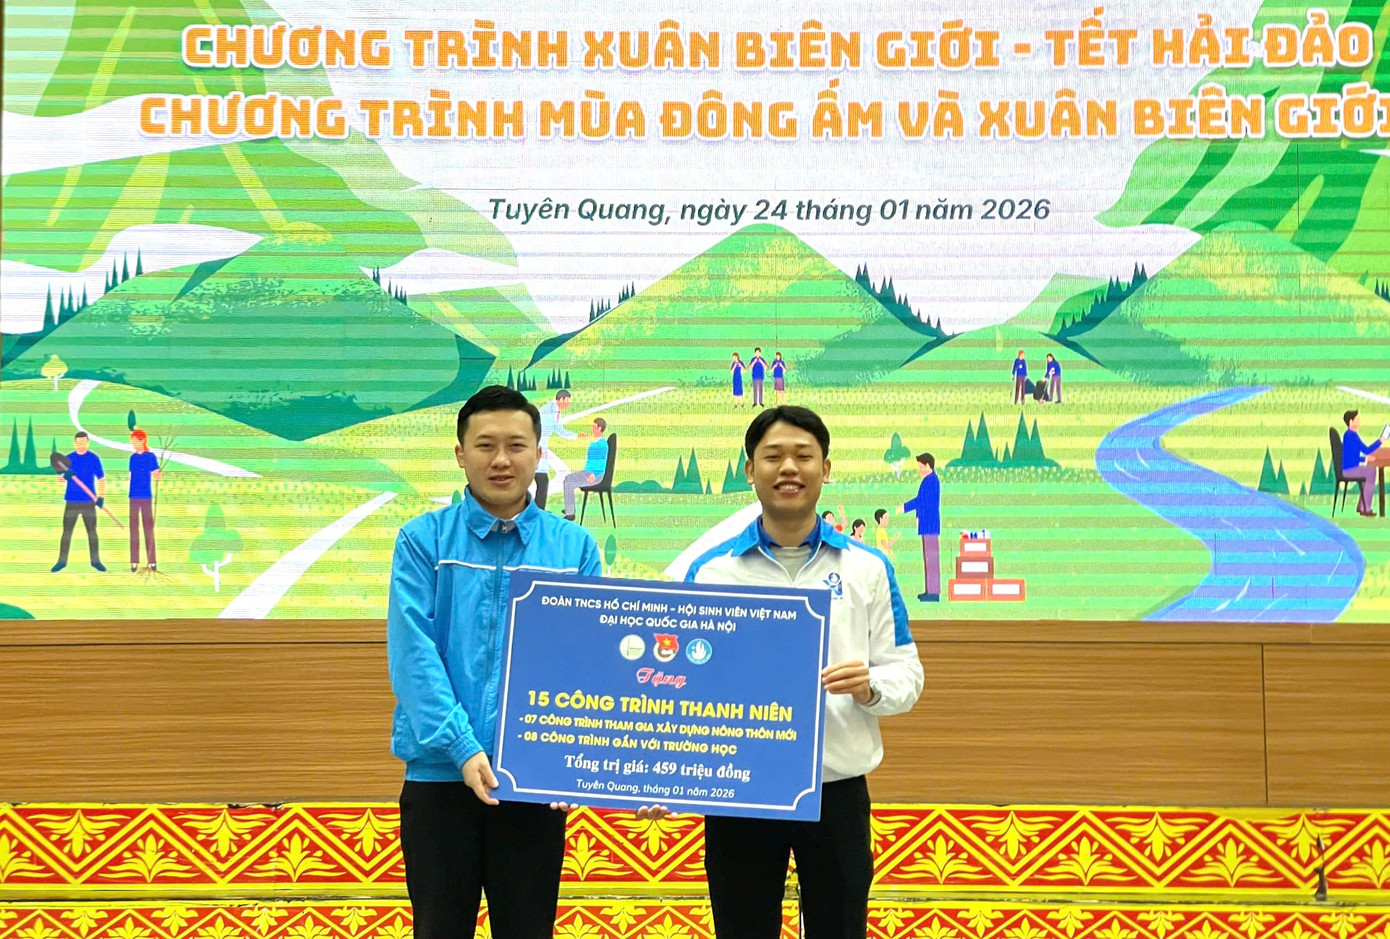 CHƯƠNG TRÌNH XUÂN BIÊN GIỚI - TẾT HẢI ĐẢO
CHƯƠNG TRÌNH MÙA ĐÔNG ẤM VÀ XUÂN BIÊN GIỚI
Tuyên Quang, ngày 24 tháng 01 năm 2026
ĐOÀN TNCS HỒ CHÍ MINH - HỘI SINH VIÊN VIỆT NAM
ĐẠI HỌC QUỐC GIA HÀ NỘI
Tặng
15 CÔNG TRÌNH THANH NIÊN
- 07 CÔNG TRÌNH THAM GIA XÂY DỰNG NÔNG THÔN MỚI
- 08 CÔNG TRÌNH GẮN VỚI TRƯỜNG HỌC
Tổng trị giá: 459 triệu đồng
Tuyên Quang, tháng 01 năm 2026